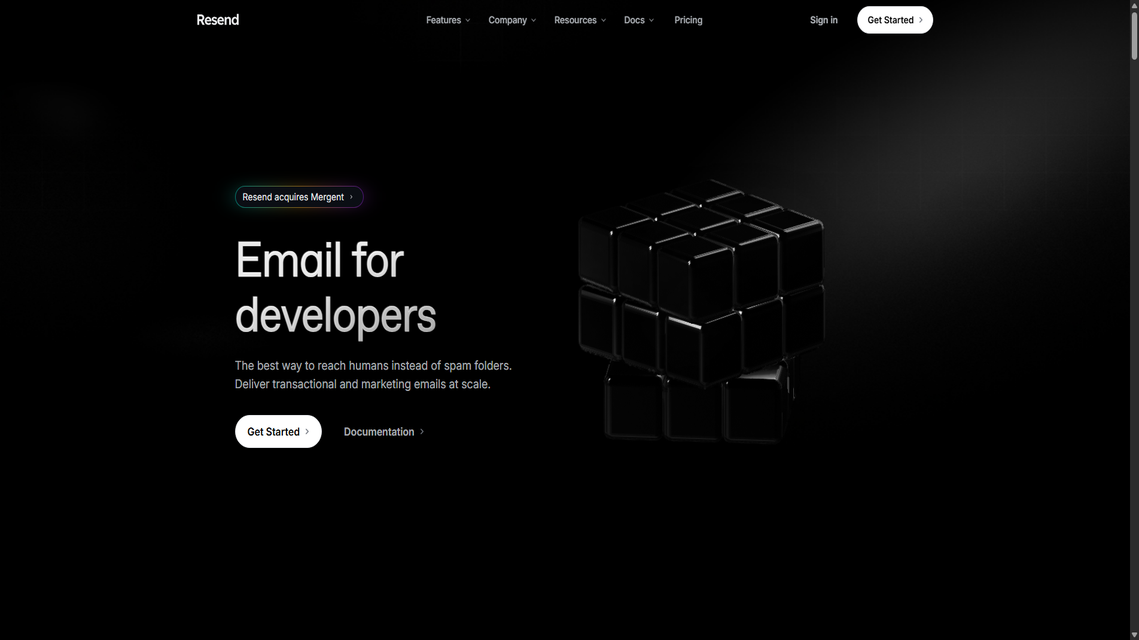 Resend
Features
Company
Resources
Docs
Pricing
Sign in
Get Started
Resend acquires Mergent
Email for
developers
The best way to reach humans instead of spam folders.
Deliver transactional and marketing emails at scale.
Get Started
Documentation